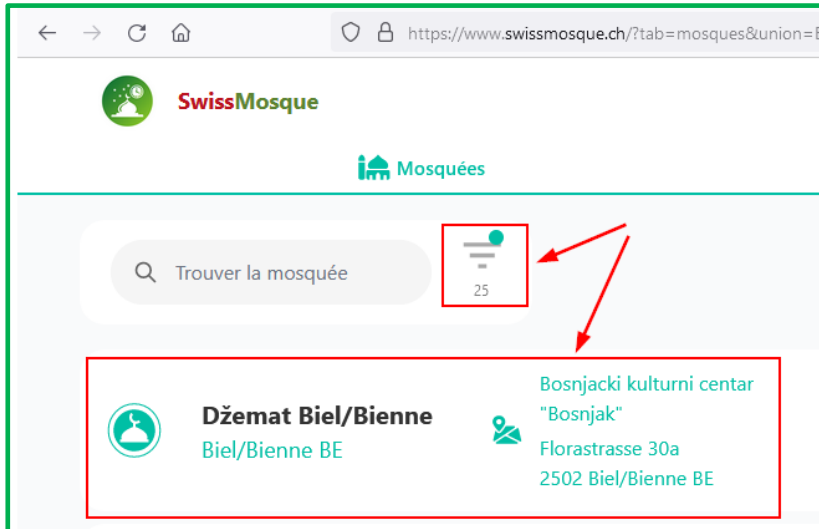 https://www.swissmosque.ch/?tab=mosques&union=
SwissMosque
Mosquées
Trouver la mosquée
25
Džemat Biel/Bienne
Biel/Bienne BE
Bosnjacki kulturni centar
"Bosnjak"
Florastrasse 30a
2502 Biel/Bienne BE